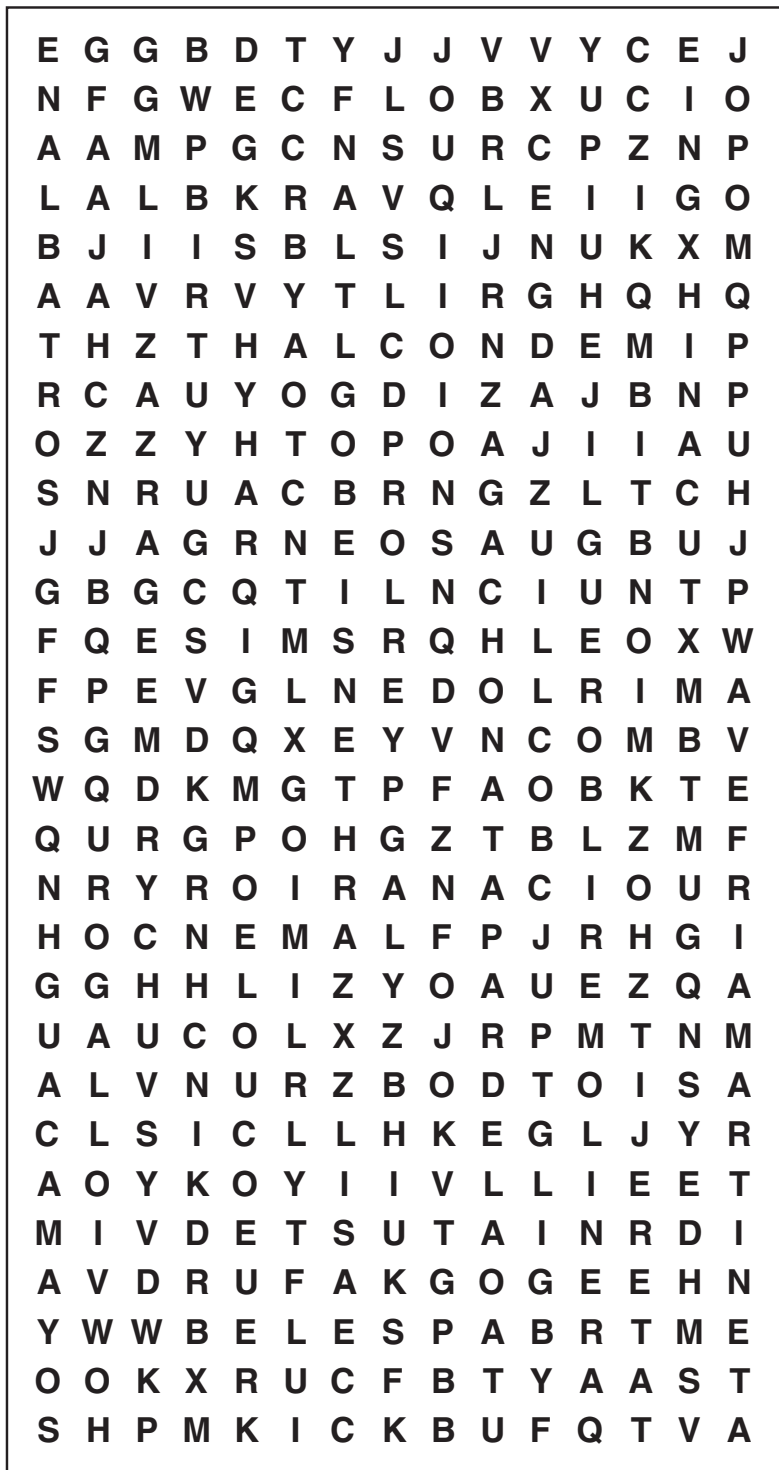 E G G B D T Y J J V V Y C E J
N F G W E C F L O B X U C I O
A A M P G C N S U R C P Z N P
L A L B K R A V Q L E I I G O
B J I I S B L S I J N U K X M
A A V R V Y T L I R G H Q H Q
T H Z T H A L C O N D E M I P
R C A U Y O G D I Z A J B N P
O Z Z Y H T O P O A J I I A U
S N R U A C B R N G Z L T C H
J J A G R N E O S A U G B U J
G B G C Q T I L N C I U N T P
F Q E S I M S R Q H L E O X W
F P E V G L N E D O L R I M A
S G M D Q X E Y V N C O M B V
W Q D K M G T P F A O B K T E
Q U R G P O H G Z T B L Z M F
N R Y R O I R A N A C I O U R
H O C N E M A L F P J R H G I
G G H H L I Z Y O A U E Z Q A
U A U C O L X Z J R P M T N M
A L V N U R Z B O D T O I S A
C L S I C L L H K E G L J Y R
A O Y K O Y I I V L L I E E T
M I V D E T S U T A I N R D I
A V D R U F A K G O G E E H N
Y W W B E L E S P A B R T M E
O O K X R U C F B T Y A A S T
S H P M K I C K B U F Q T V A